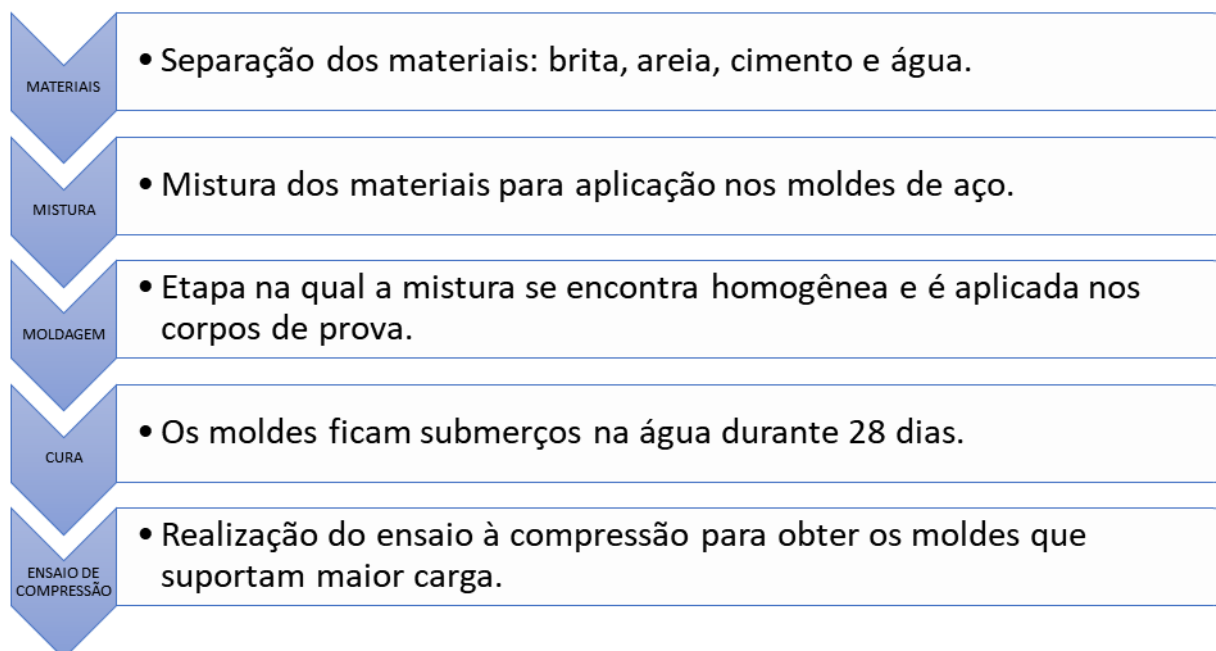 MATERIAIS
• Separação dos materiais: brita, areia, cimento e água.
MISTURA
• Mistura dos materiais para aplicação nos moldes de aço.
MOLDAGEM
• Etapa na qual a mistura se encontra homogênea e é aplicada nos
corpos de prova.
CURA
• Os moldes ficam submerços na água durante 28 dias.
ENSAIO DE
COMPRESSÃO
• Realização do ensaio à compressão para obter os moldes que
suportam maior carga.